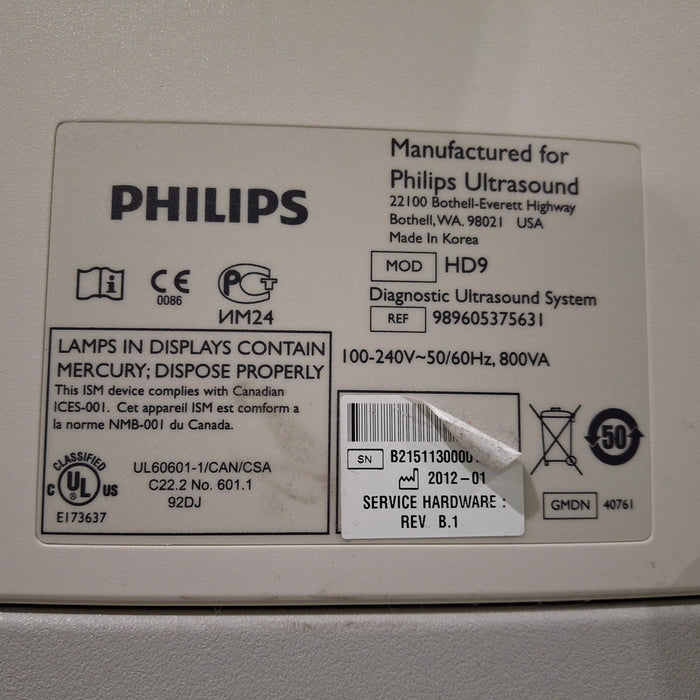 PHILIPS
0086
ИМ24
LAMPS IN DISPLAYS CONTAIN
MERCURY; DISPOSE PROPERLY
This ISM device complies with Canadian
ICES-001. Cet appareil ISM est conform a
la norme NMB-001 du Canada.
CLASSIFIED
C UL US
E173637
UL60601-1/CAN/CSA
C22.2 No. 601.1
92DJ
Manufactured for
Philips Ultrasound
22100 Bothell-Everett Highway
Bothell, WA. 98021 USA
Made In Korea
MOD HD9
Diagnostic Ultrasound System
REF 989605375631
100-240V~50/60Hz, 800VA
SN
2012-01
SERVICE HARDWARE :
REV B.1
50
GMDN 40761